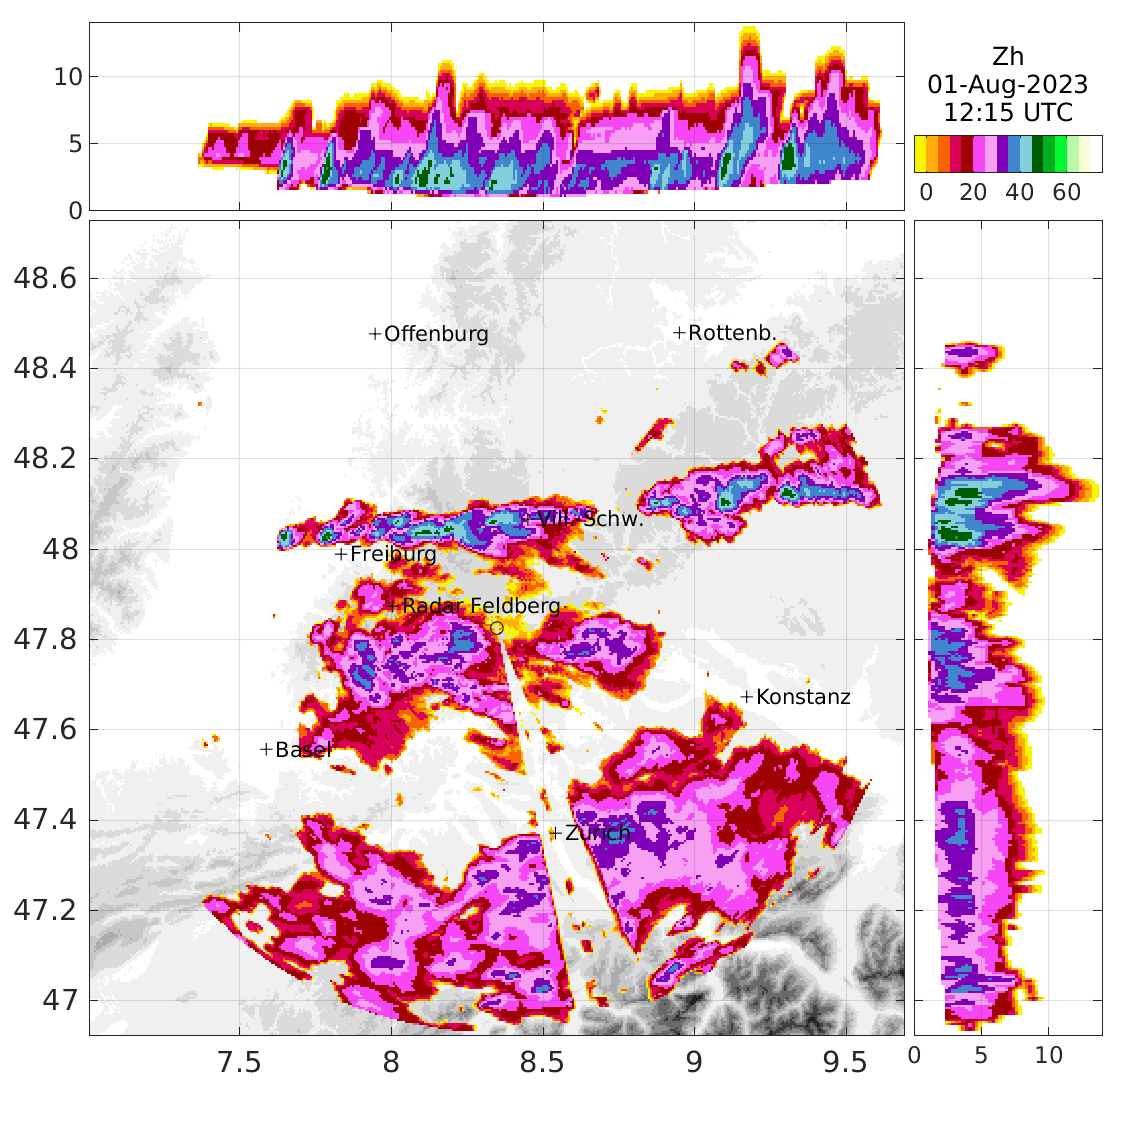 10
5
0
Zh
01-Aug-2023
12:15 UTC
0 20 40 60
48.6
48.4
48.2
48
47.8
47.6
47.4
47.2
47
+Offenburg
+Rottenb.
+Vill.-Schw.
+Freiburg
+Radar Feldberg
+Konstanz
+Basel
+Zürich
7.5 8 8.5 9 9.5
0 5 10